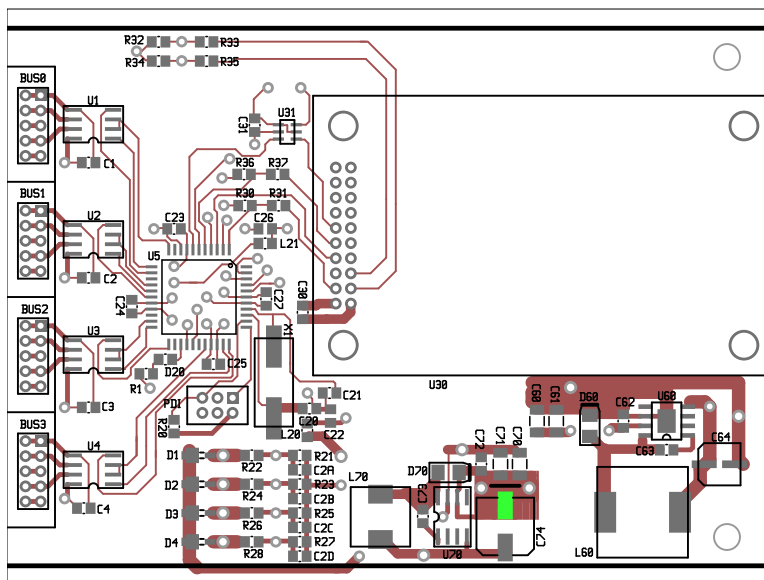 R32 R33
R34 R35
BUS0
U1
U31
C31
C1
R36 R37
BUS1
R30 R31
U2
C23
C26
L21
U5
C2
C24
C27
C30
BUS2
X1
U3
D20
C25
R1
U30
C21
PDI
C60
C61
D60
C62
U60
C3
C20
C22
R20
L20
BUS3
U4
C72
C71
C70
C63
C64
D1
R22
R21
C2A
L70
D70
D2
R24
R23
C2B
C4
D3
R26
R25
C2C
C73
C74
D4
R28
R27
C2D
U70
L60